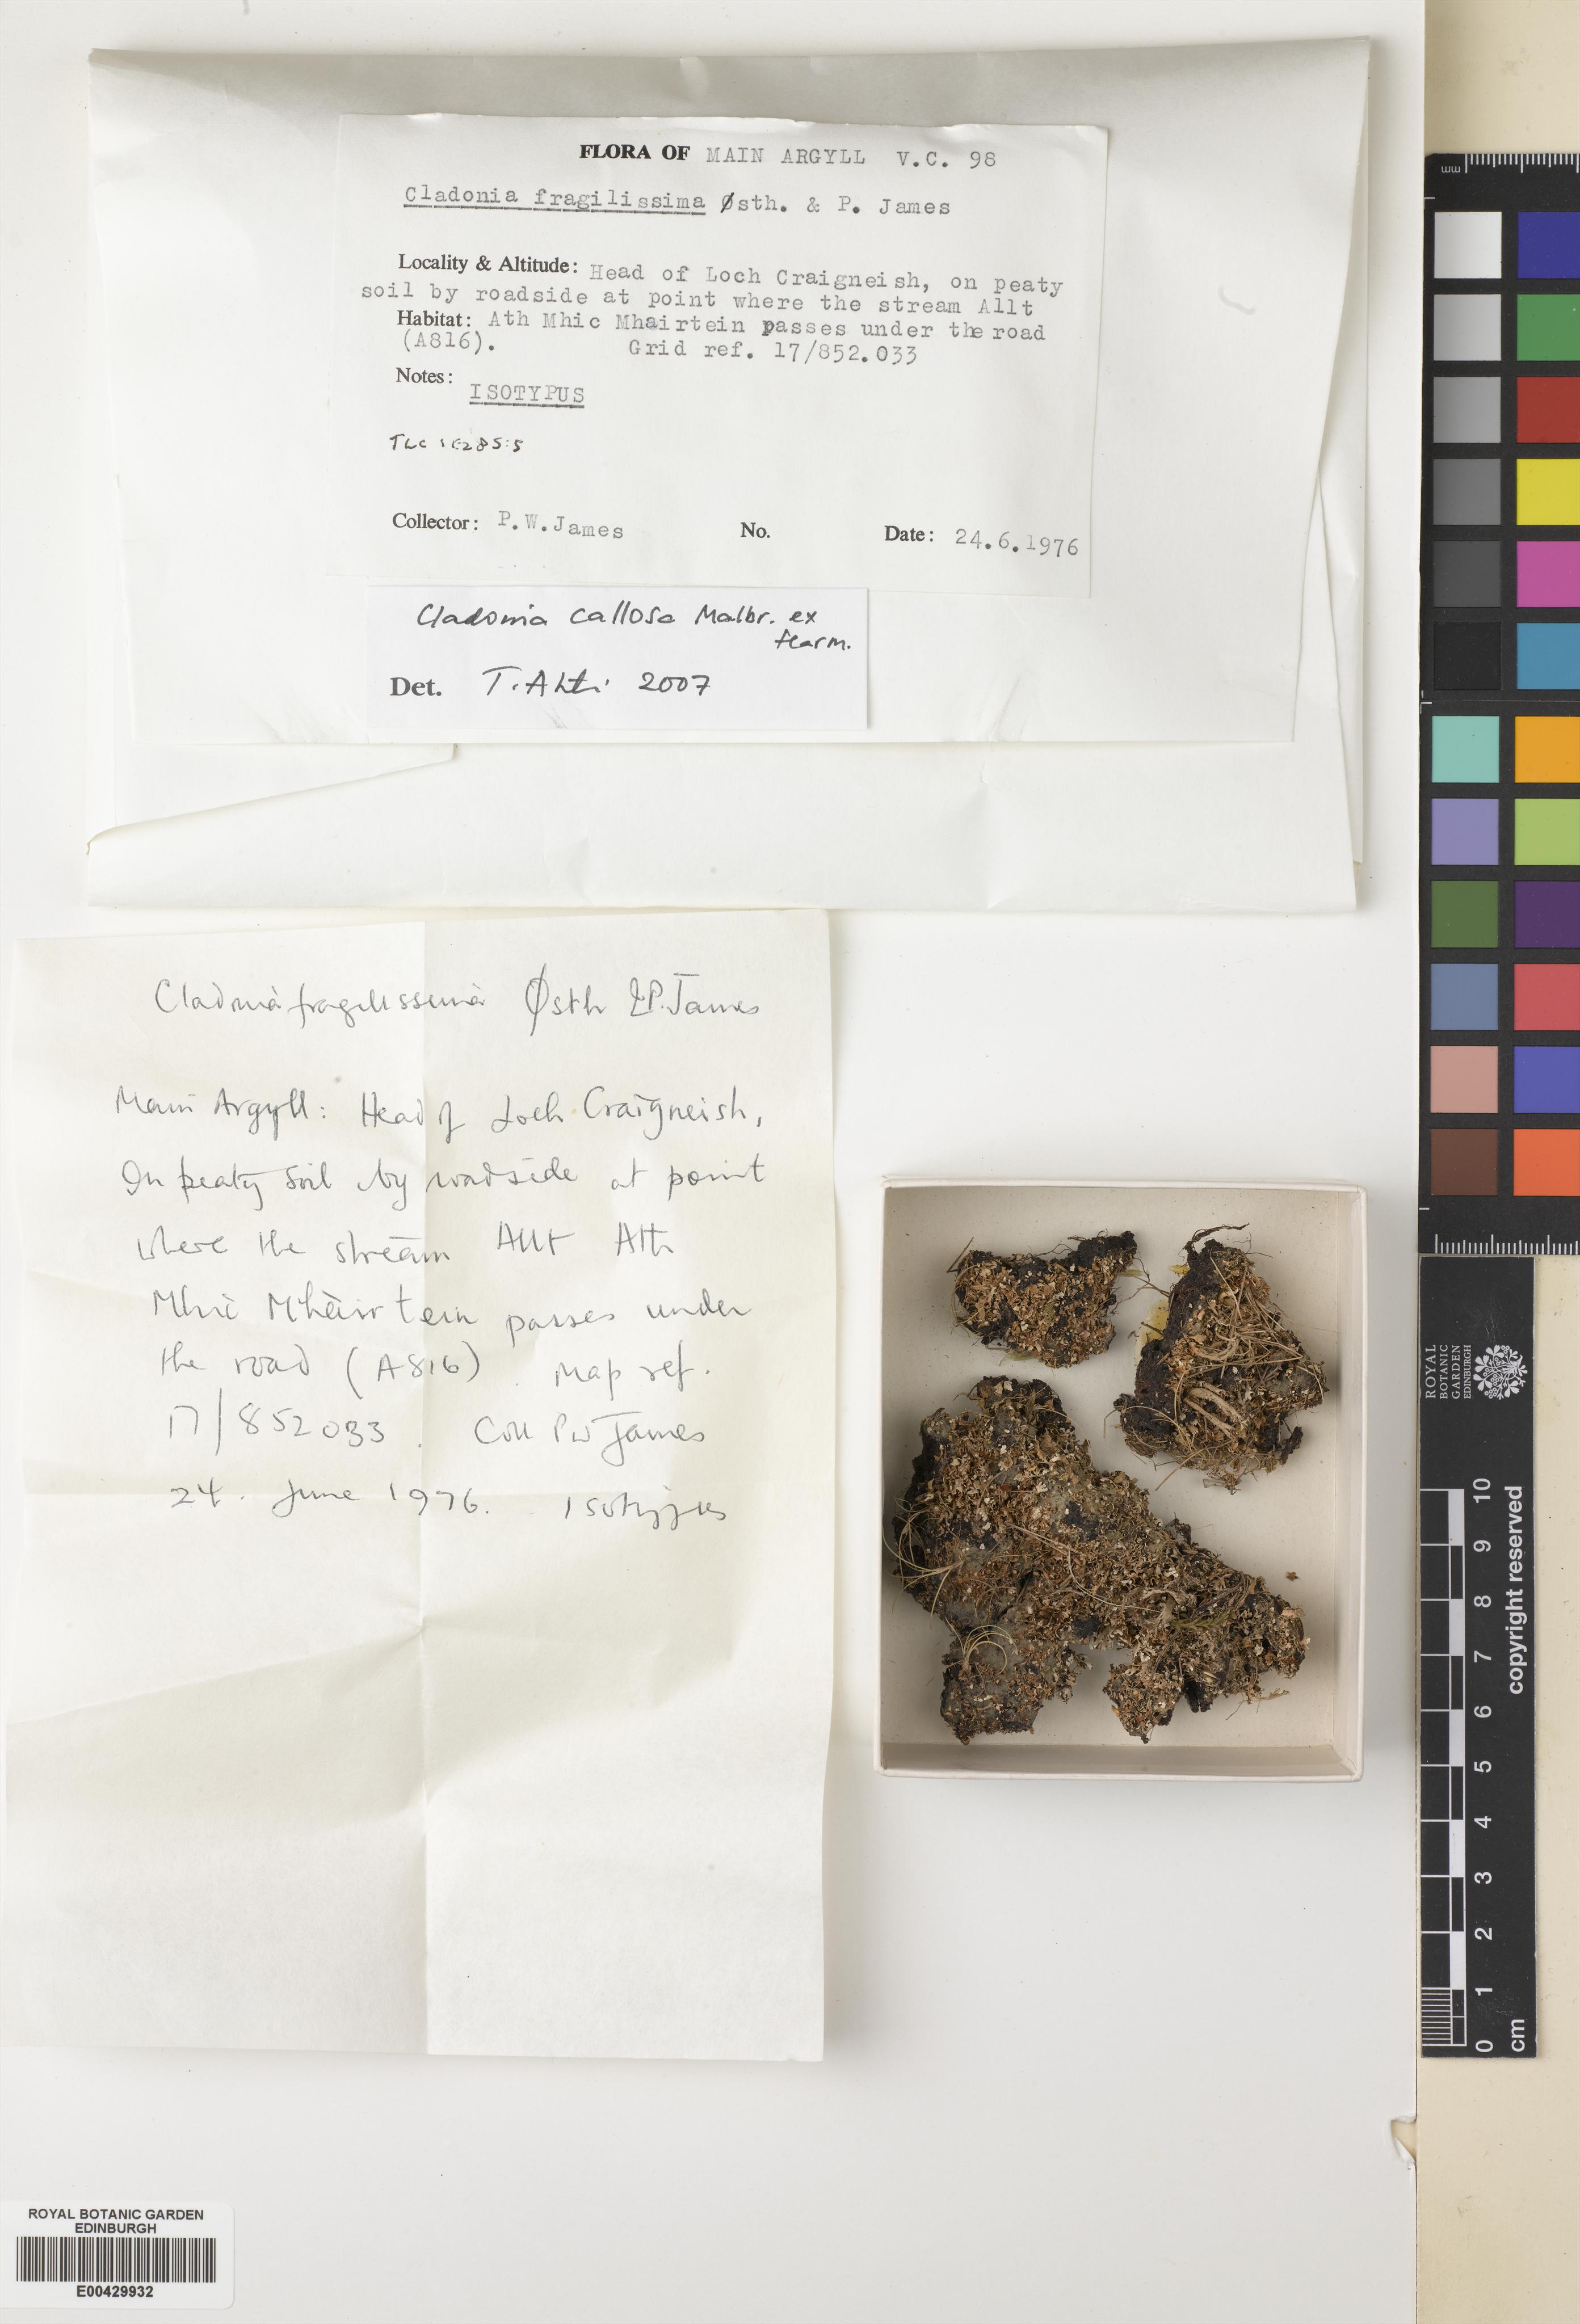 FLORA OF MAIN ARGYLL V.C. 98
Cladonia fragilissima Østh. & P. James
Locality & Altitude: Head of Loch Craigneish, on peaty
soil by roadside at point where the stream Allt
Habitat: Ath Mhic Mhairtein passes under the road
(A816). Grid ref. 17/852.033
Notes:
ISOTYPUS
TLC
Collector: P.W.James No. Date: 24.6.1976
Cladonia callosa Malbr. ex
Harm.
Det. T. Ahti 2007
Cladonia fragilissima Østh & P. James
Main Argyll: Head of Loch Craigneish,
On peaty soil by roadside at point
where the stream Allt Ath
Mhic Mhairtein passes under
the road (A816). Map ref.
17/852033. Coll PW James
24. June 1976. Isotypus
ROYAL BOTANIC GARDEN
EDINBURGH
E00429932
mm
ROYAL
BOTANIC
GARDEN
EDINBURGH
copyright reserved
10
9
8
7
6
5
4
3
2
1
0
cm